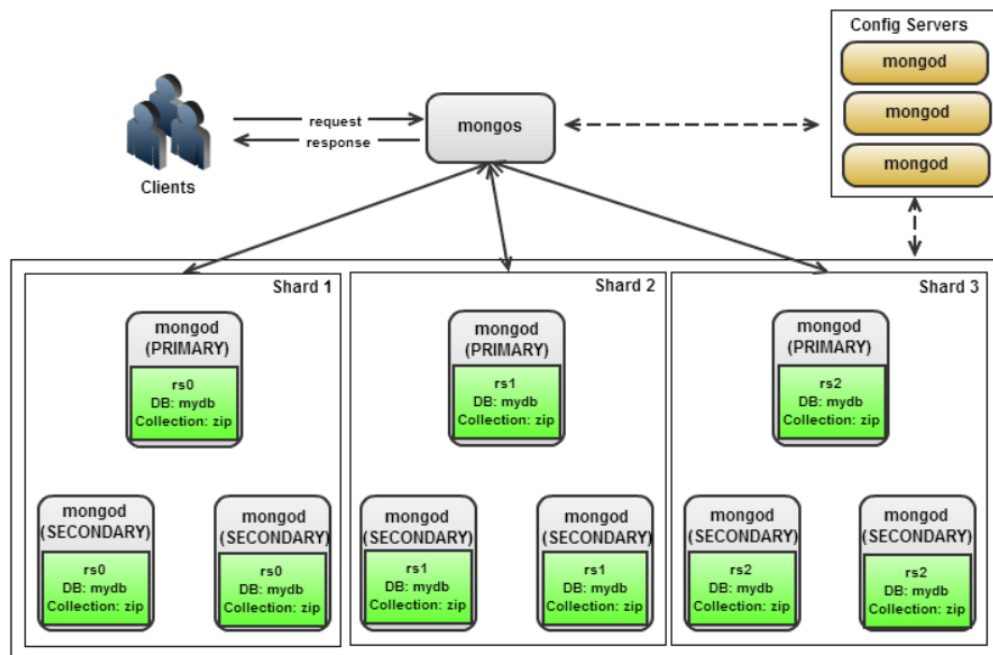 Config Servers
mongod
mongod
mongod
request
response
mongos
Clients
Shard 1
mongod
(PRIMARY)
rs0
DB: mydb
Collection: zip
mongod
(SECONDARY)
rs0
DB: mydb
Collection: zip
mongod
(SECONDARY)
rs0
DB: mydb
Collection: zip
Shard 2
mongod
(PRIMARY)
rs1
DB: mydb
Collection: zip
mongod
(SECONDARY)
rs1
DB: mydb
Collection: zip
mongod
(SECONDARY)
rs1
DB: mydb
Collection: zip
Shard 3
mongod
(PRIMARY)
rs2
DB: mydb
Collection: zip
mongod
(SECONDARY)
rs2
DB: mydb
Collection: zip
mongod
(SECONDARY)
rs2
DB: mydb
Collection: zip